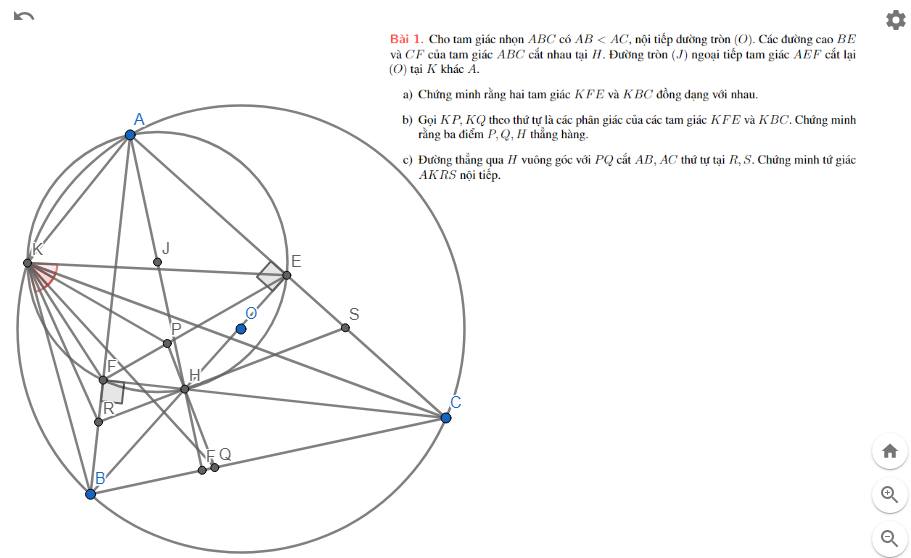 Bài 1. Cho tam giác nhọn ABC có AB < AC, nội tiếp đường tròn (O). Các đường cao BE
và CF của tam giác ABC cắt nhau tại H. Đường tròn (J) ngoại tiếp tam giác AEF cắt lại
(O) tại K khác A.
a) Chứng minh rằng hai tam giác KFE và KBC đồng dạng với nhau.
b) Gọi KP, KQ theo thứ tự là các phân giác của các tam giác KFE và KBC. Chứng minh
rằng ba điểm P, Q, H thẳng hàng.
c) Đường thẳng qua H vuông góc với PQ cắt AB, AC thứ tự tại R, S. Chứng minh tứ giác
AKRS nội tiếp.
A
K
J
E
O
S
P
F
H
R
C
F Q
B